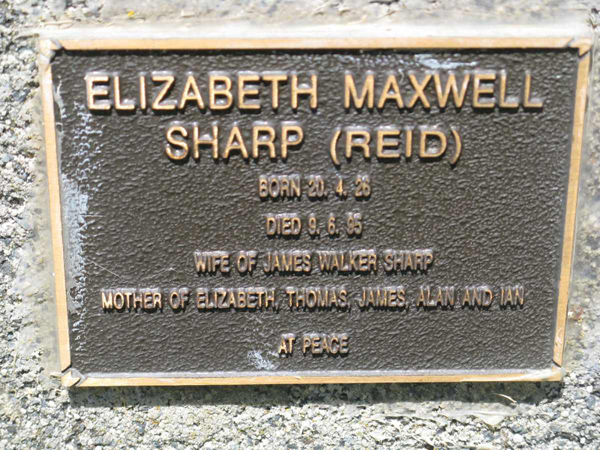 ELIZABETH MAXWELL
SHARP (REID)
BORN 20. 4. 26
DIED 9. 6. 95
WIFE OF JAMES WALKER SHARP
MOTHER OF ELIZABETH, THOMAS, JAMES, ALAN AND IAN
AT PEACE